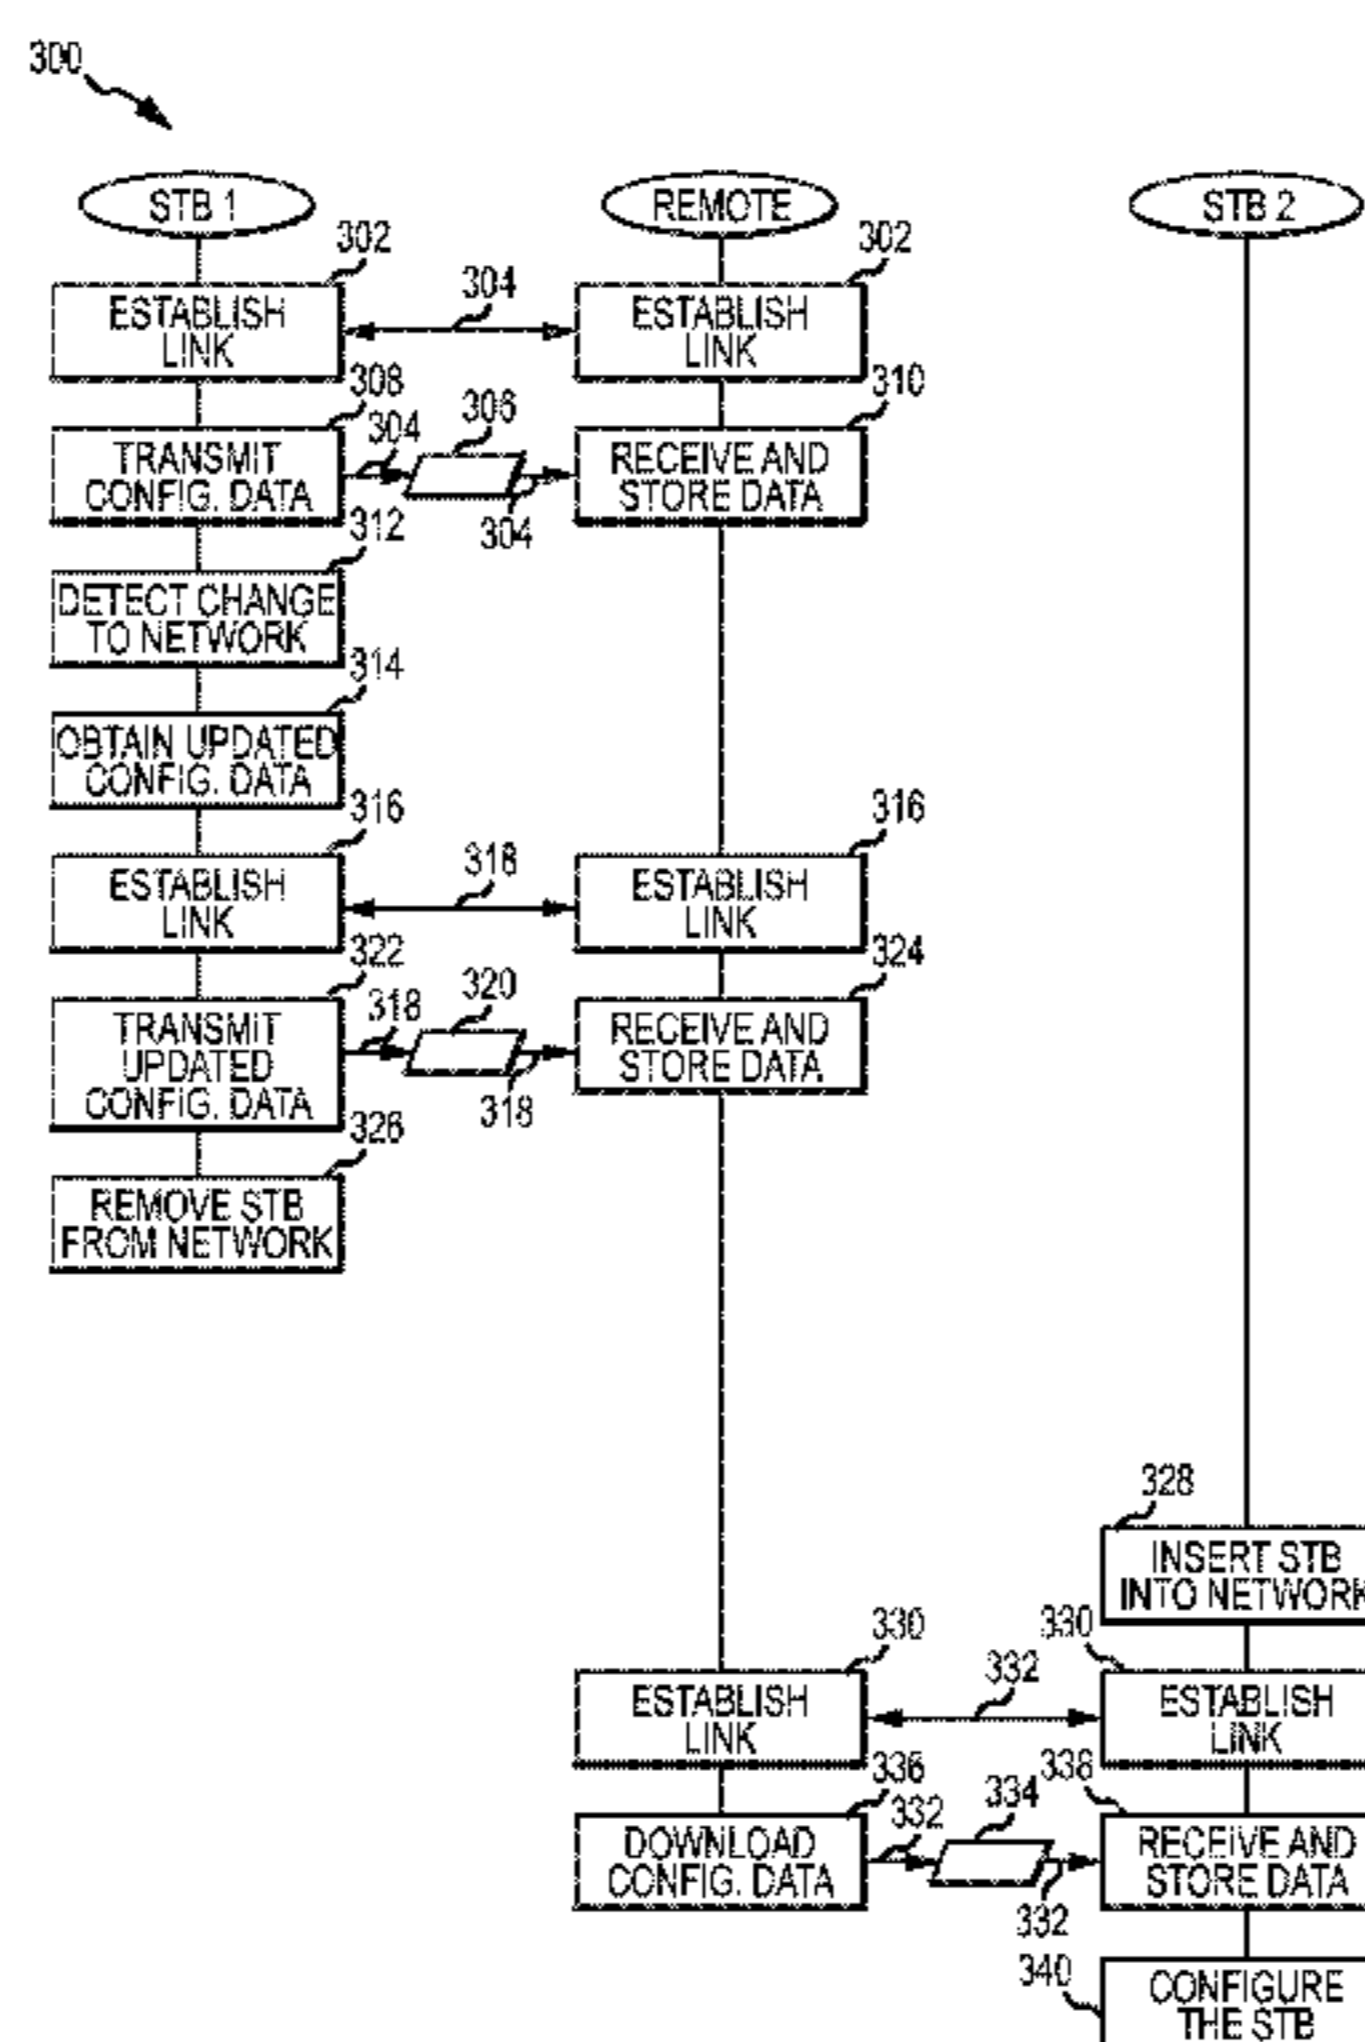 300
STB 1
REMOTE
STB 2
302
302
304
ESTABLISH
LINK
ESTABLISH
LINK
308
310
304
306
TRANSMIT
CONFIG. DATA
RECEIVE AND
STORE DATA
304
312
DETECT CHANGE
TO NETWORK
314
OBTAIN UPDATED
CONFIG. DATA
316
316
318
ESTABLISH
LINK
ESTABLISH
LINK
322
324
318
320
TRANSMIT
UPDATED
CONFIG. DATA
RECEIVE AND
STORE DATA
318
326
REMOVE STB
FROM NETWORK
328
INSERT STB
INTO NETWORK
330
330
332
ESTABLISH
LINK
ESTABLISH
LINK
336
338
332
334
DOWNLOAD
CONFIG. DATA
RECEIVE AND
STORE DATA
332
340
CONFIGURE
THE STB